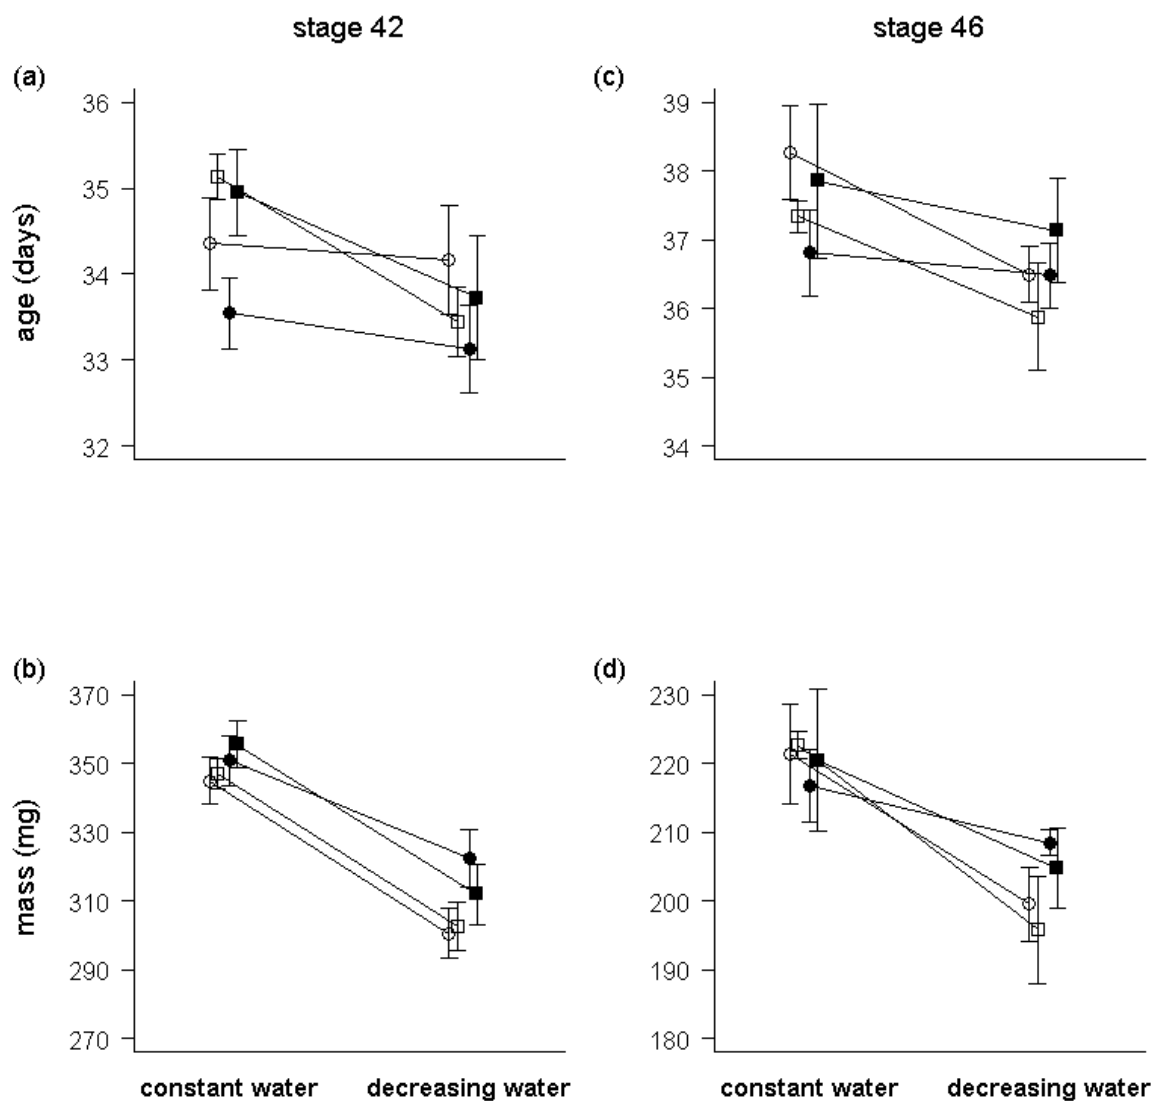 stage 42
stage 46
(a)
(c)
36
35
34
33
32
age (days)
39
38
37
36
35
34
(b)
(d)
370
350
330
310
290
270
mass (mg)
230
220
210
200
190
180
constant water
decreasing water
constant water
decreasing water